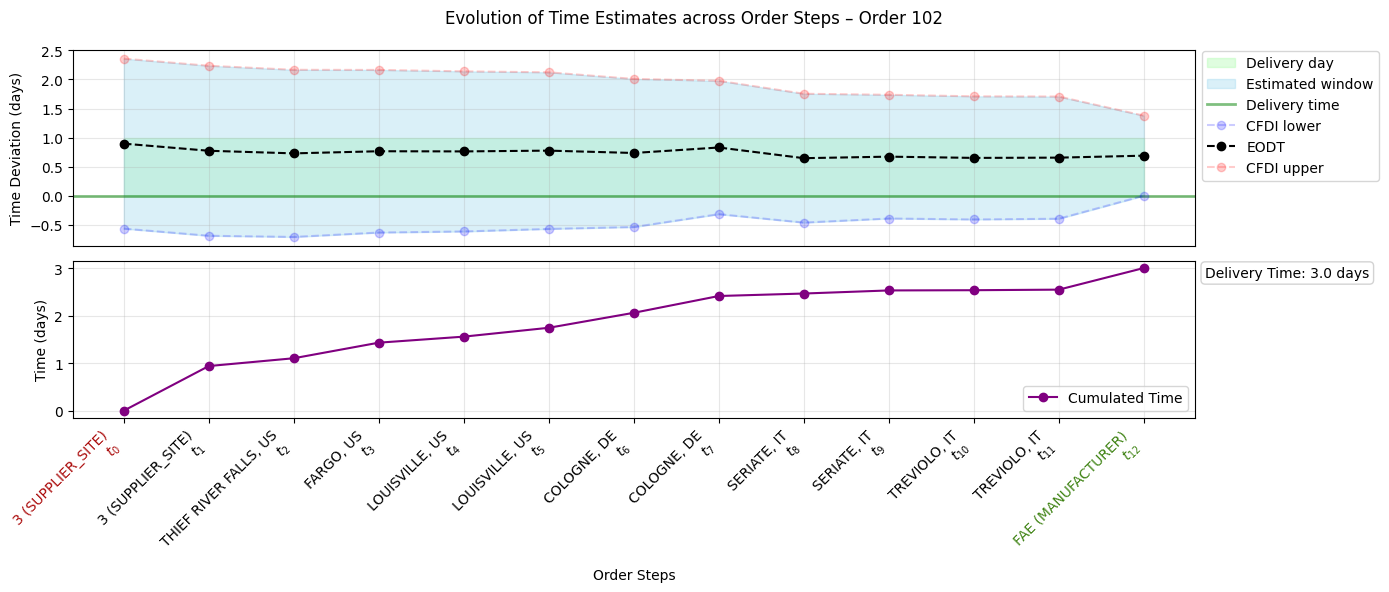 Evolution of Time Estimates across Order Steps – Order 102
Time Deviation (days)
2.5
2.0
1.5
1.0
0.5
0.0
−0.5
Delivery day
Estimated window
Delivery time
CFDI lower
EODT
CFDI upper
Time (days)
3
2
1
0
Delivery Time: 3.0 days
Cumulated Time
3 (SUPPLIER_SITE)
t0
3 (SUPPLIER_SITE)
t1
THIEF RIVER FALLS, US
t2
FARGO, US
t3
LOUISVILLE, US
t4
LOUISVILLE, US
t5
COLOGNE, DE
t6
COLOGNE, DE
t7
SERIATE, IT
t8
SERIATE, IT
t9
TREVIOLO, IT
t10
TREVIOLO, IT
t11
FAE (MANUFACTURER)
t12
Order Steps